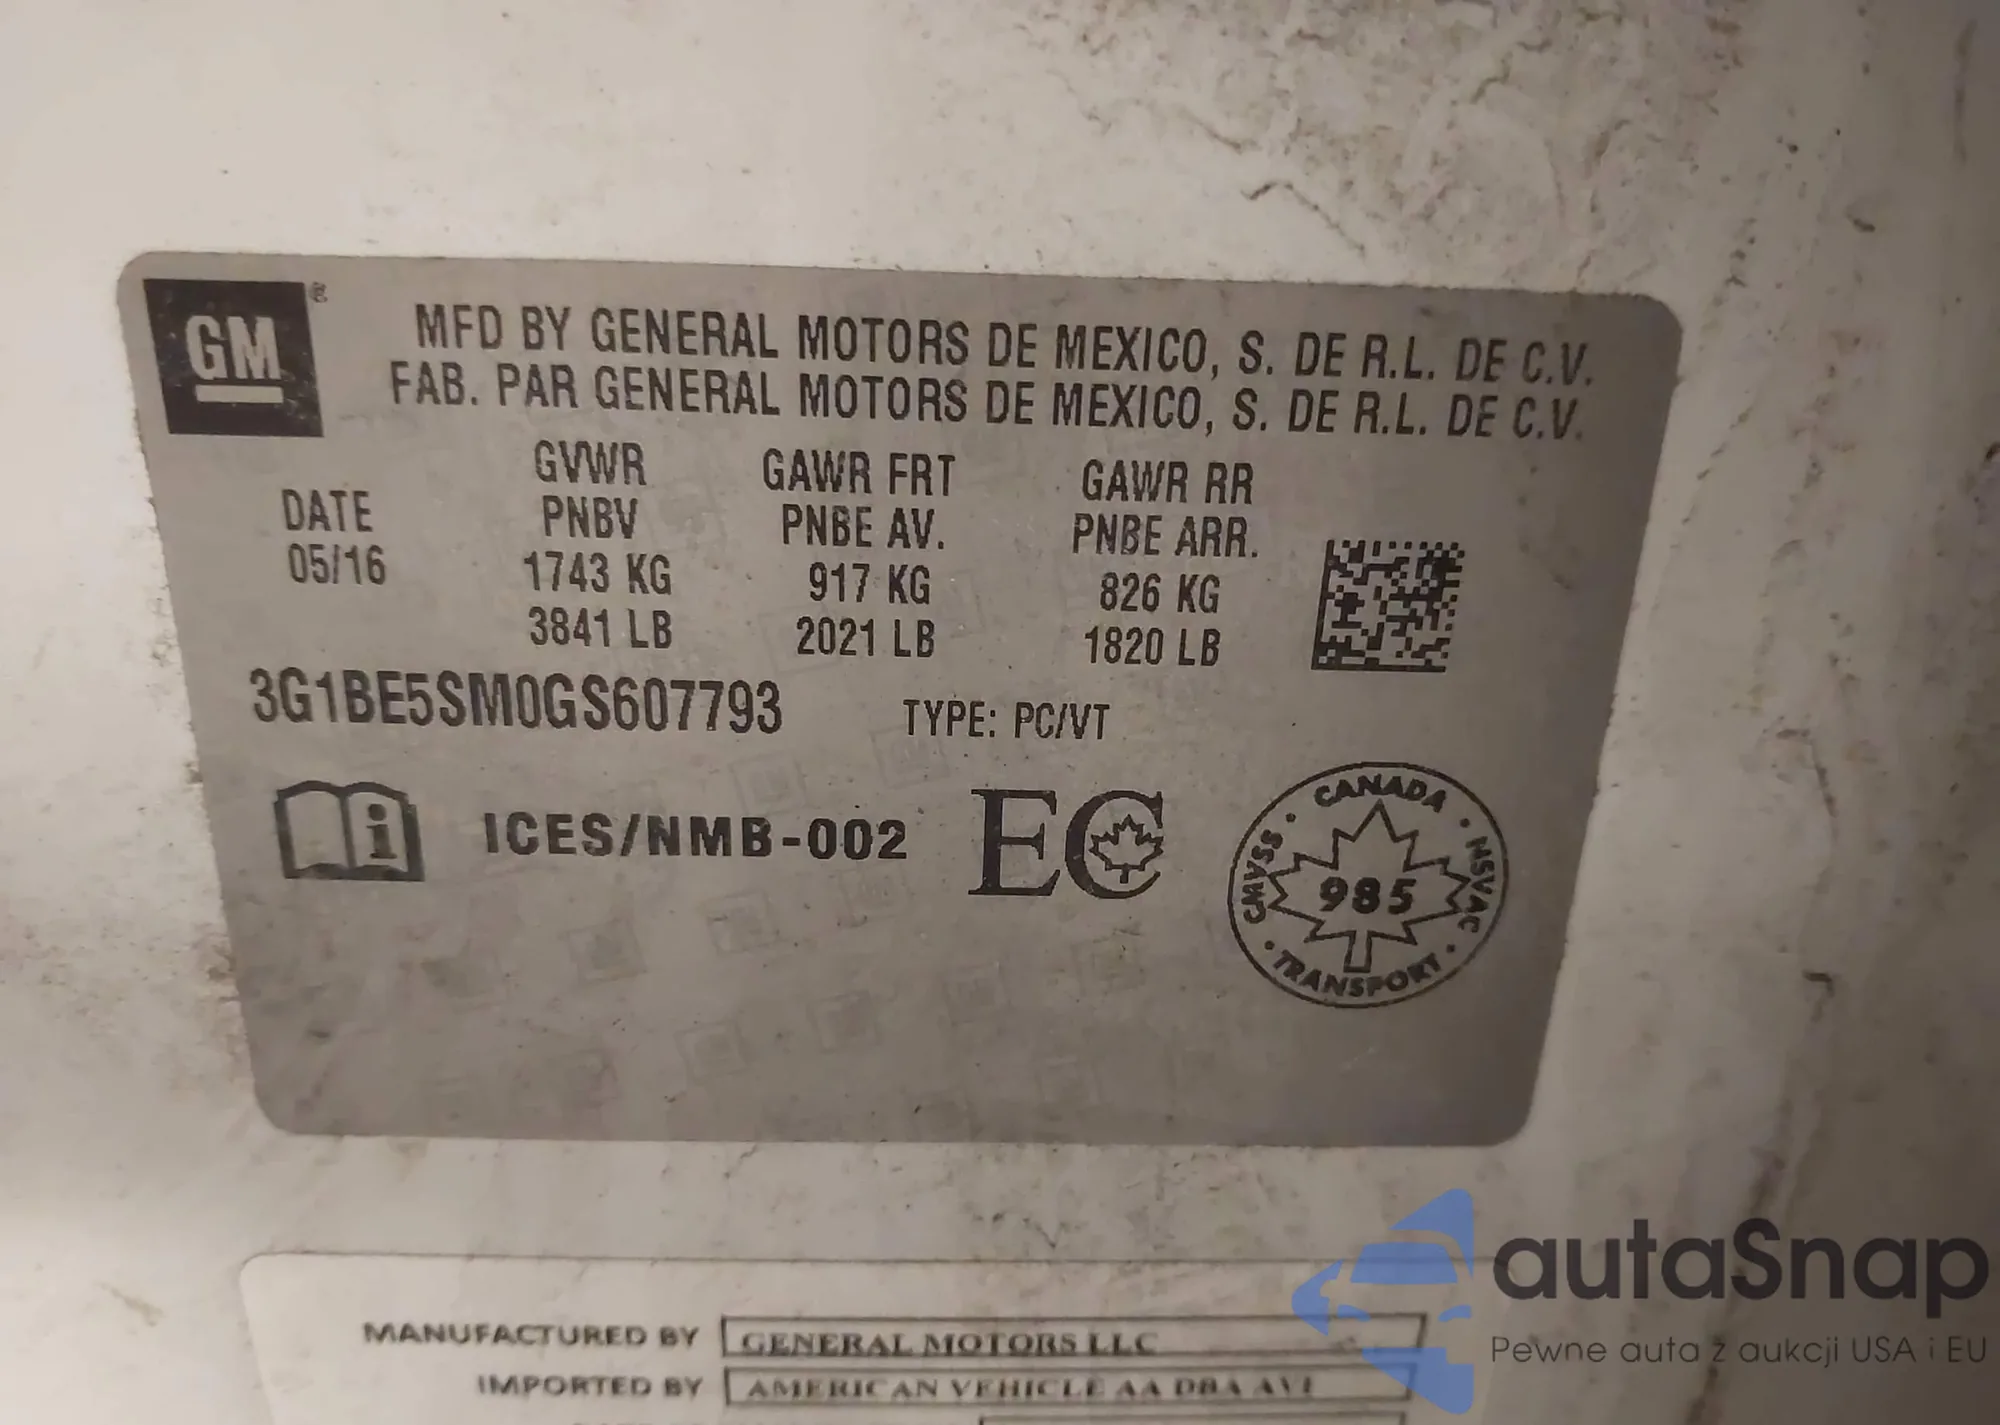 GM®
MFD BY GENERAL MOTORS DE MEXICO, S. DE R.L. DE C.V.
FAB. PAR GENERAL MOTORS DE MEXICO, S. DE R.L. DE C.V.
DATE
05/16
GVWR
PNBV
1743 KG
3841 LB
GAWR FRT
PNBE AV.
917 KG
2021 LB
GAWR RR
PNBE ARR.
826 KG
1820 LB
3G1BE5SM0GS607793
TYPE: PC/VT
i
ICES/NMB-002
EC
CANADA
CMVSS · NSVAC
985
TRANSPORT
MANUFACTURED BY GENERAL MOTORS LLC
IMPORTED BY AMERICAN VEHICLE AA DBA AVI
autaSnap
Pewne auta z aukcji USA i EU